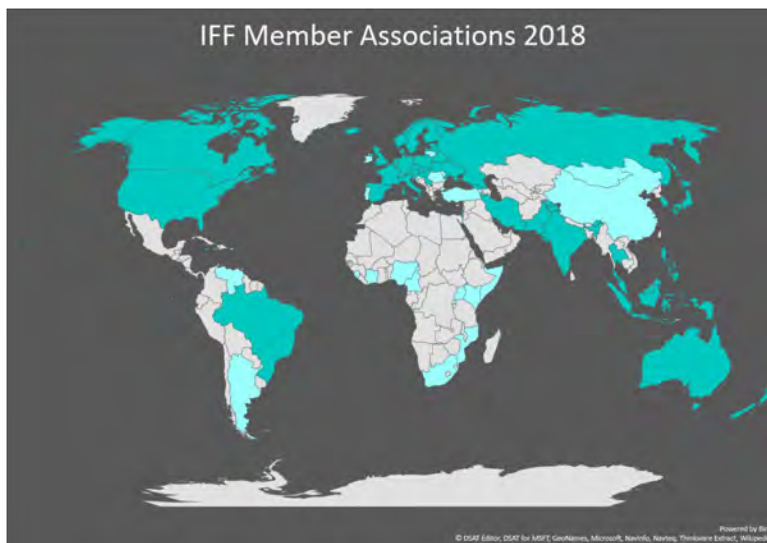 IFF Member Associations 2018
Powered by Bi
© DSAT Editor, DSAT for MSFT, GeoNames, Microsoft, NavInfo, Navteq, Thinkware Extract, Wikiped